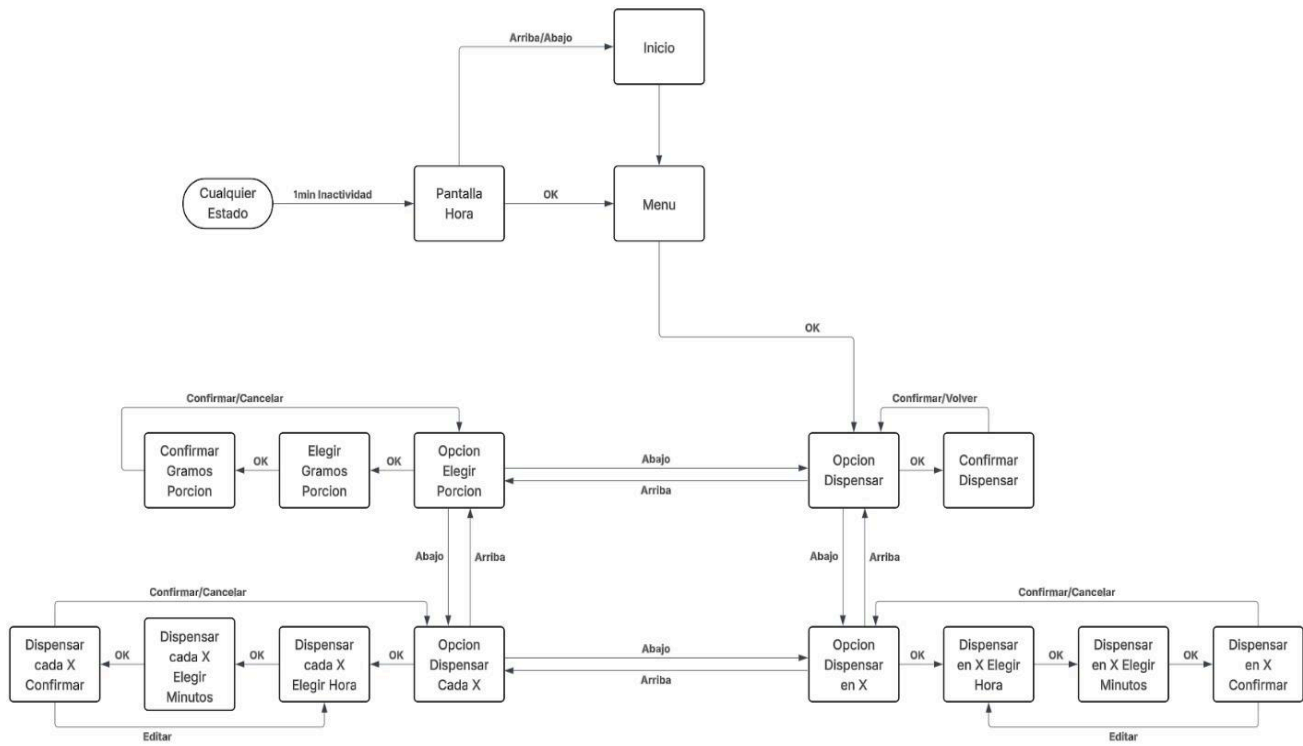 Arriba/Abajo
Inicio
Cualquier
Estado
1min Inactividad
Pantalla
Hora
OK
Menu
OK
Confirmar/Cancelar
Confirmar/Volver
Confirmar
Gramos
Porcion
OK
Elegir
Gramos
Porcion
OK
Opcion
Elegir
Porcion
Abajo
Arriba
Opcion
Dispensar
OK
Confirmar
Dispensar
Abajo
Arriba
Abajo
Arriba
Confirmar/Cancelar
Confirmar/Cancelar
Dispensar
cada X
Confirmar
OK
Dispensar
cada X
Elegir
Minutos
OK
Dispensar
cada X
Elegir Hora
OK
Opcion
Dispensar
Cada X
Abajo
Arriba
Opcion
Dispensar
en X
OK
Dispensar
en X Elegir
Hora
OK
Dispensar
en X Elegir
Minutos
OK
Dispensar
en X
Confirmar
Editar
Editar